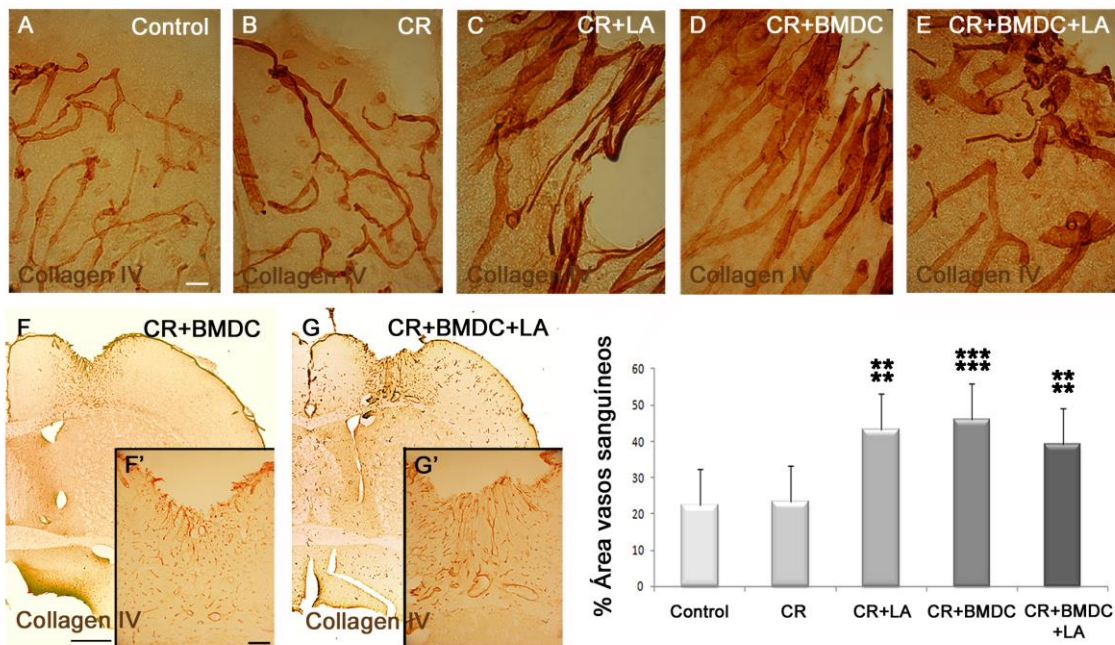 A Control
B CR
C CR+LA
D CR+BMDC
E CR+BMDC+LA
Collagen IV
Collagen IV
Collagen IV
Collagen IV
Collagen IV
F CR+BMDC
F'
Collagen IV
G CR+BMDC+LA
G'
Collagen IV
% Área vasos sanguíneos
60
50
40
30
20
10
0
**
**
***
***
**
**
Control
CR
CR+LA
CR+BMDC
CR+BMDC
+LA